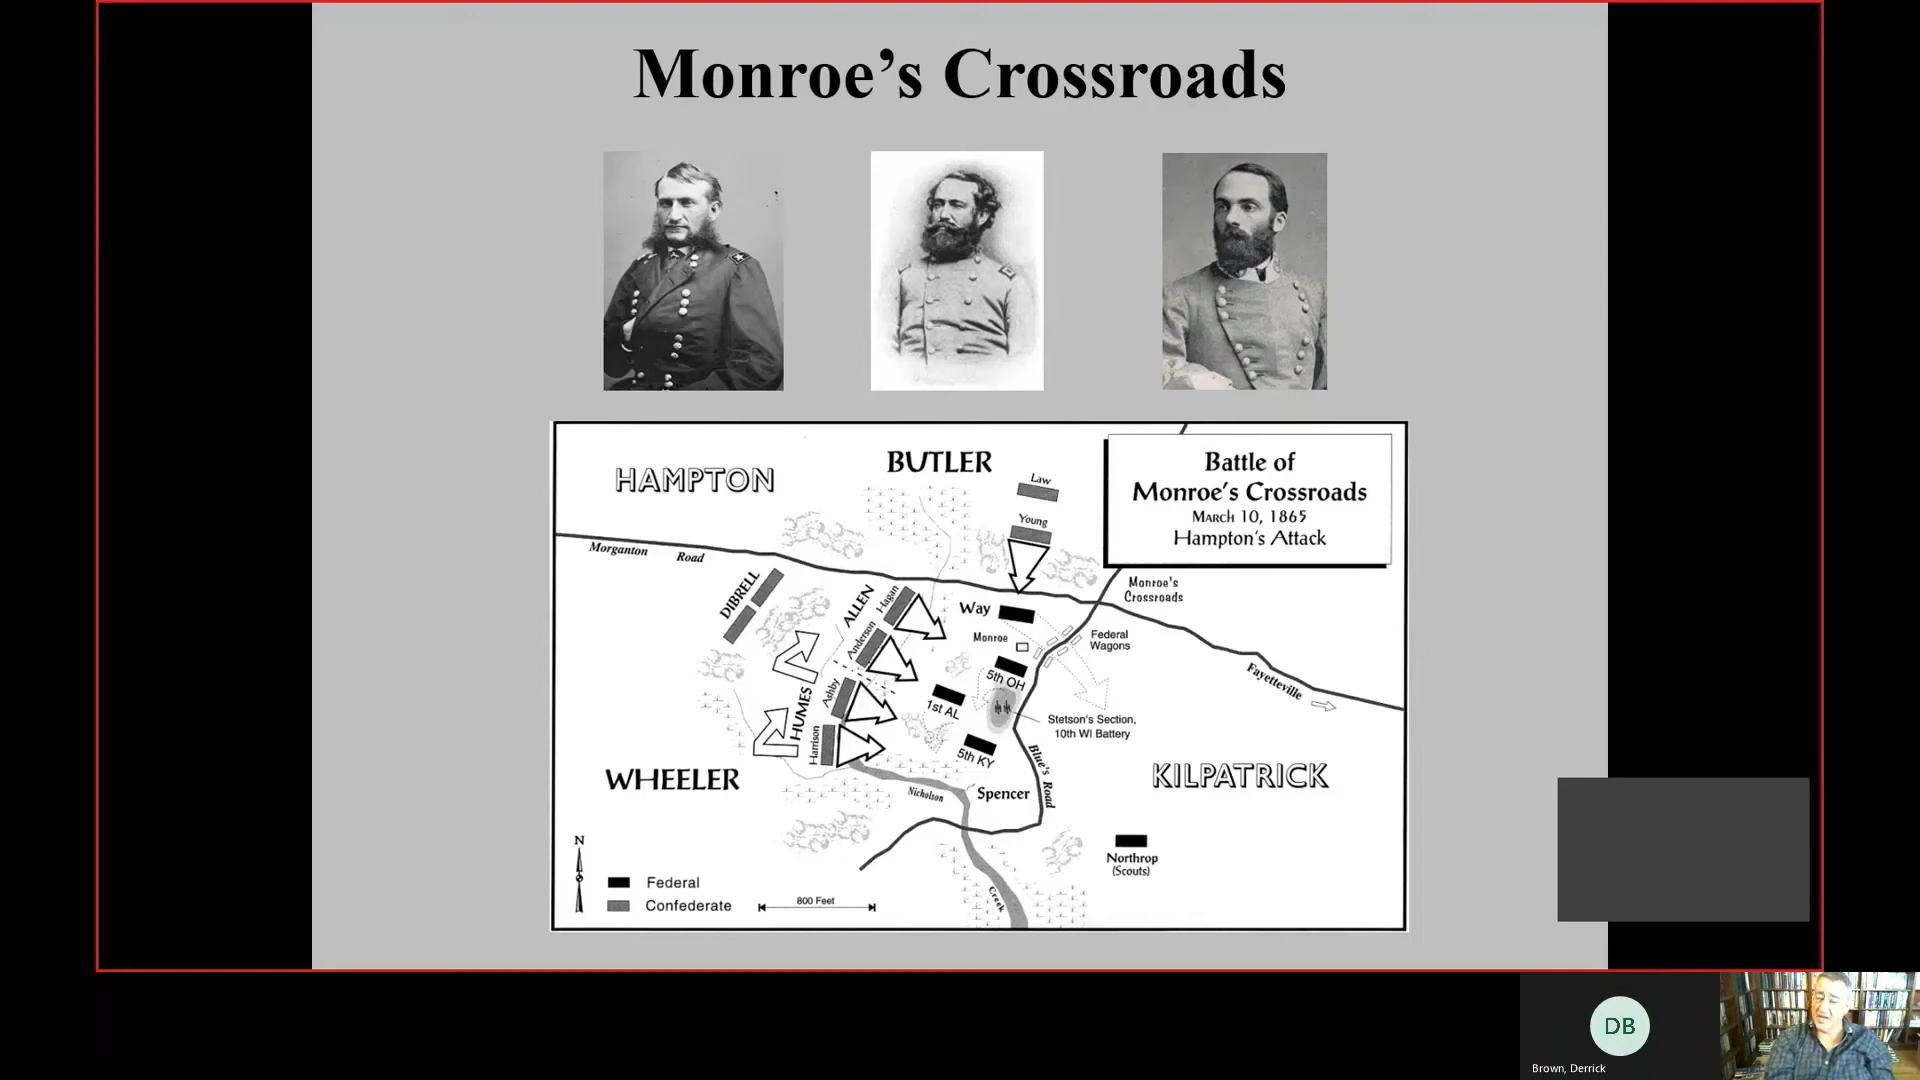 Monroe's Crossroads
HAMPTON
BUTLER
Law
Young
Battle of
Monroe's Crossroads
March 10, 1865
Hampton's Attack
Morganton Road
Monroe's
Crossroads
DIBRELL
ALLEN
Hagan
Anderson
Way
Monroe
Federal
Wagons
5th OH
Fayetteville
HUMES
Ashby
Harrison
1st AL
Stetson's Section,
10th WI Battery
5th KY
Blue's Road
WHEELER
KILPATRICK
Nicholson
Creek
Spencer
Northrop
(Scouts)
N
Federal
Confederate
800 Feet
DB
Brown, Derrick